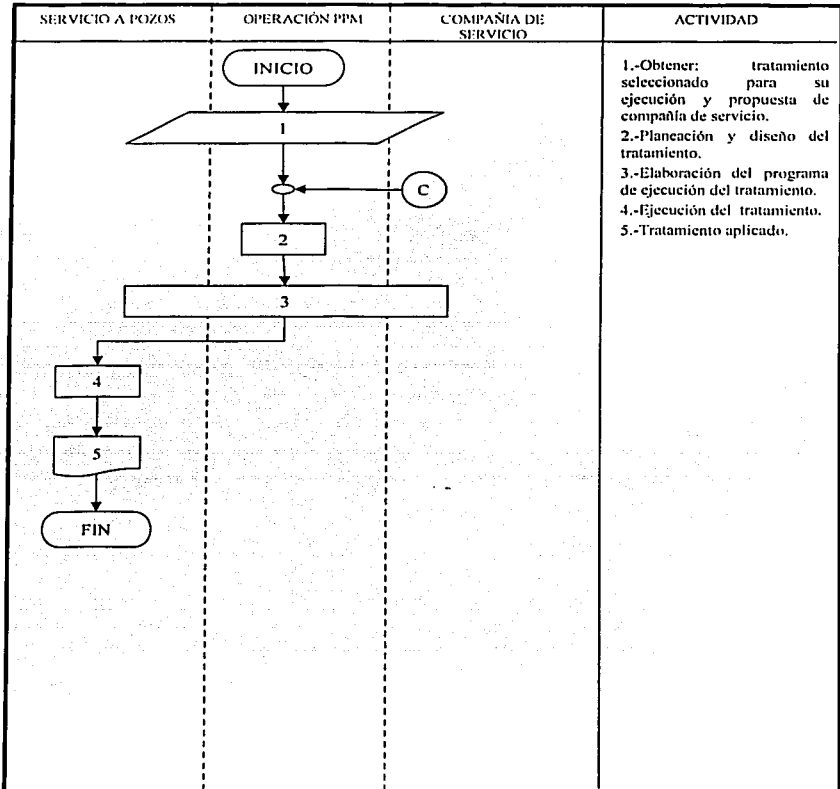 SERVICIO A POZOS
OPERACIÓN PPM
COMPAÑIA DE
SERVICIO
ACTIVIDAD
INICIO
1
C
2
3
4
5
FIN
1.-Obtener: tratamiento
seleccionado para su
ejecución y propuesta de
compañía de servicio.
2.-Planeación y diseño del
tratamiento.
3.-Elaboración del programa
de ejecución del tratamiento.
4.-Ejecución del tratamiento.
5.-Tratamiento aplicado.